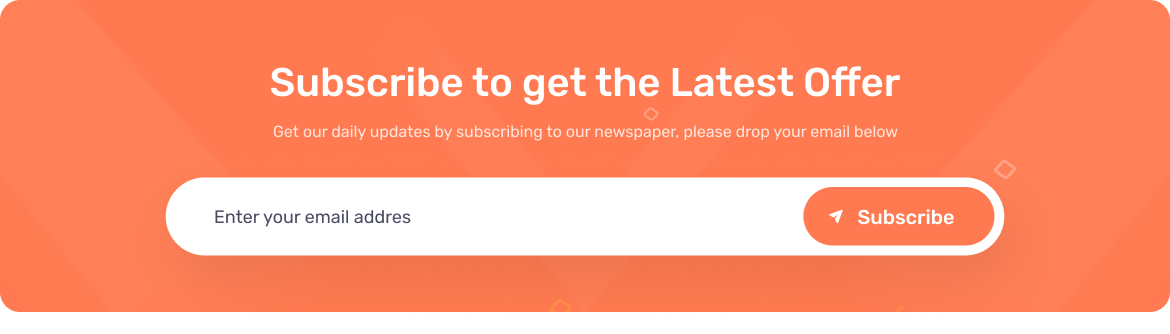 Subscribe to get the Latest Offer
Get our daily updates by subscribing to our newspaper, please drop your email below
Enter your email addres
Subscribe